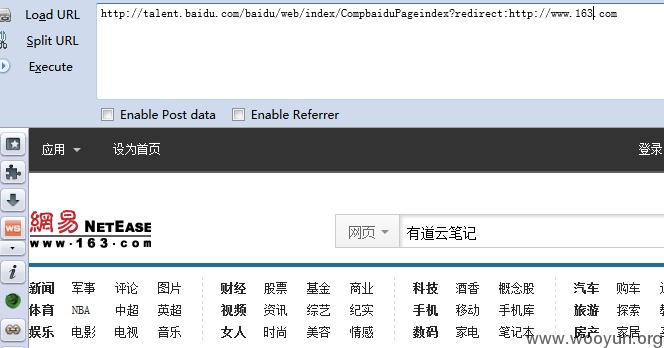 Load URL
http://talent.baidu.com/baidu/web/index/CompbaiduPageindex?redirect:http://www.163.com
Split URL
Execute
Enable Post data Enable Referrer
应用 设为首页 登录
網易 NETEASE
www.163.com
网页 有道云笔记
新闻 军事 评论 图片 财经 股票 基金 商业 科技 酒香 概念股 汽车 购车
体育 NBA 中超 英超 视频 资讯 综艺 纪实 手机 移动 手机库 旅游 探索
娱乐 电影 电视 音乐 女人 时尚 美容 情感 数码 家电 笔记本 房产 家居
www.wooyun.org